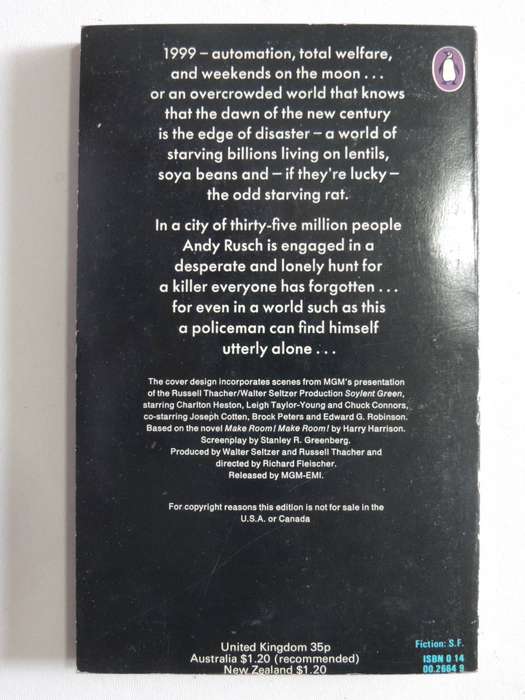 1999 – automation, total welfare,
and weekends on the moon . . .
or an overcrowded world that knows
that the dawn of the new century
is the edge of disaster – a world of
starving billions living on lentils,
soya beans and – if they're lucky –
the odd starving rat.
In a city of thirty-five million people
Andy Rusch is engaged in a
desperate and lonely hunt for
a killer everyone has forgotten . . .
for even in a world such as this
a policeman can find himself
utterly alone . . .
The cover design incorporates scenes from MGM's presentation
of the Russell Thacher/Walter Seltzer Production Soylent Green,
starring Charlton Heston, Leigh Taylor-Young and Chuck Connors,
co-starring Joseph Cotten, Brock Peters and Edward G. Robinson.
Based on the novel Make Room! Make Room! by Harry Harrison.
Screenplay by Stanley R. Greenberg.
Produced by Walter Seltzer and Russell Thacher and
directed by Richard Fleischer.
Released by MGM-EMI.
For copyright reasons this edition is not for sale in the
U.S.A. or Canada
United Kingdom 35p
Australia $1.20 (recommended)
New Zealand $1.20
Fiction: S.F.
ISBN 0 14
00.2664 9